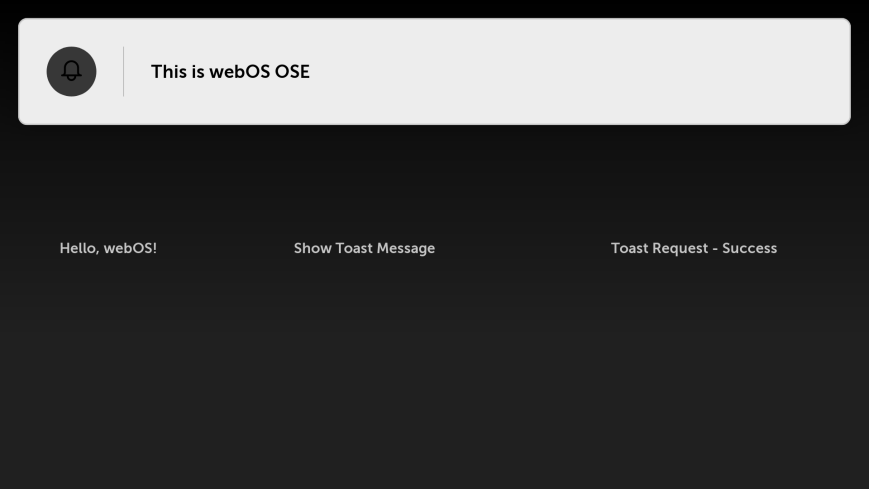 This is webOS OSE
Hello, webOS!
Show Toast Message
Toast Request - Success